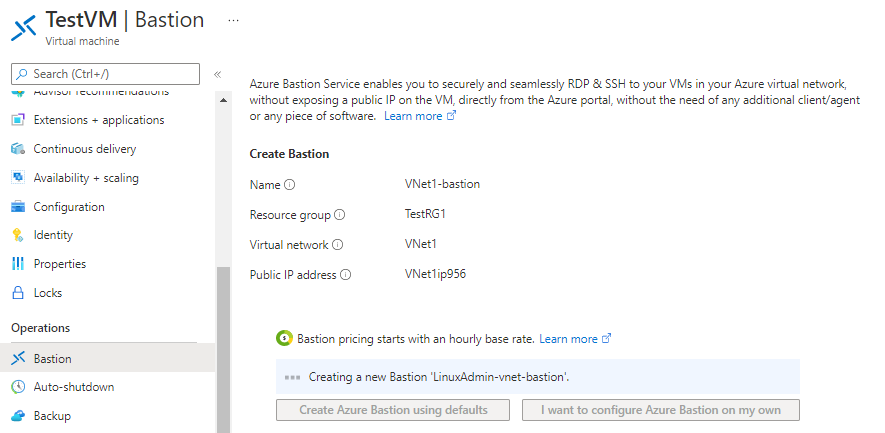 TestVM | Bastion ...
Virtual machine
Search (Ctrl+/)
«
Advisor recommendations
Extensions + applications
Continuous delivery
Availability + scaling
Configuration
Identity
Properties
Locks
Operations
Bastion
Auto-shutdown
Backup
Azure Bastion Service enables you to securely and seamlessly RDP & SSH to your VMs in your Azure virtual network,
without exposing a public IP on the VM, directly from the Azure portal, without the need of any additional client/agent
or any piece of software. Learn more
Create Bastion
Name VNet1-bastion
Resource group TestRG1
Virtual network VNet1
Public IP address VNet1ip956
Bastion pricing starts with an hourly base rate. Learn more
Creating a new Bastion 'LinuxAdmin-vnet-bastion'.
Create Azure Bastion using defaults
I want to configure Azure Bastion on my own